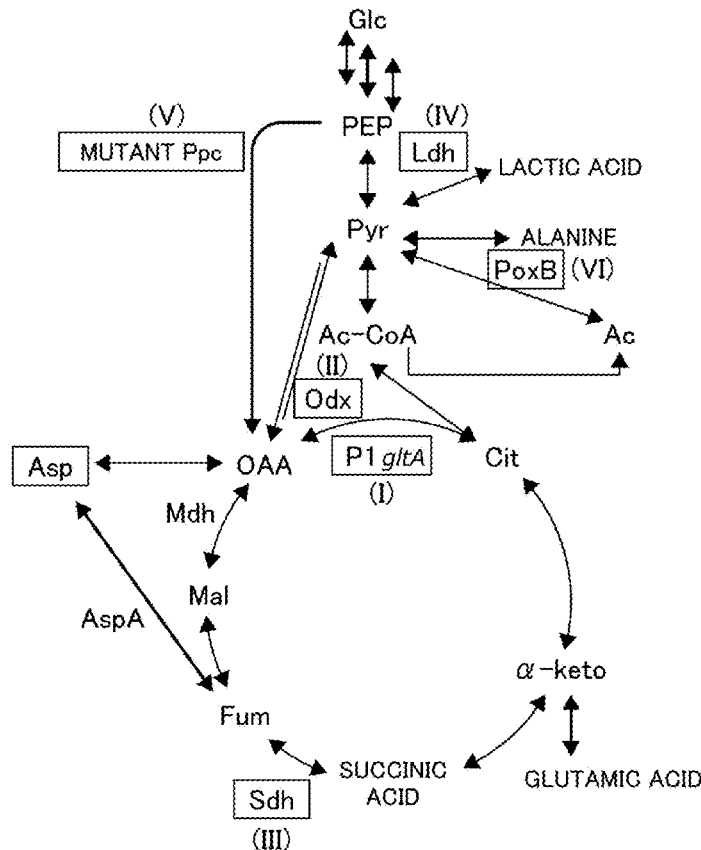 Glc
(V)
(IV)
PEP
MUTANT Ppc
Ldh
LACTIC ACID
Pyr
ALANINE
PoxB (VI)
Ac-CoA
Ac
(II)
Odx
Asp
OAA
P1 gltA
Cit
(I)
Mdh
Mal
AspA
α-keto
Fum
SUCCINIC
ACID
GLUTAMIC ACID
Sdh
(III)